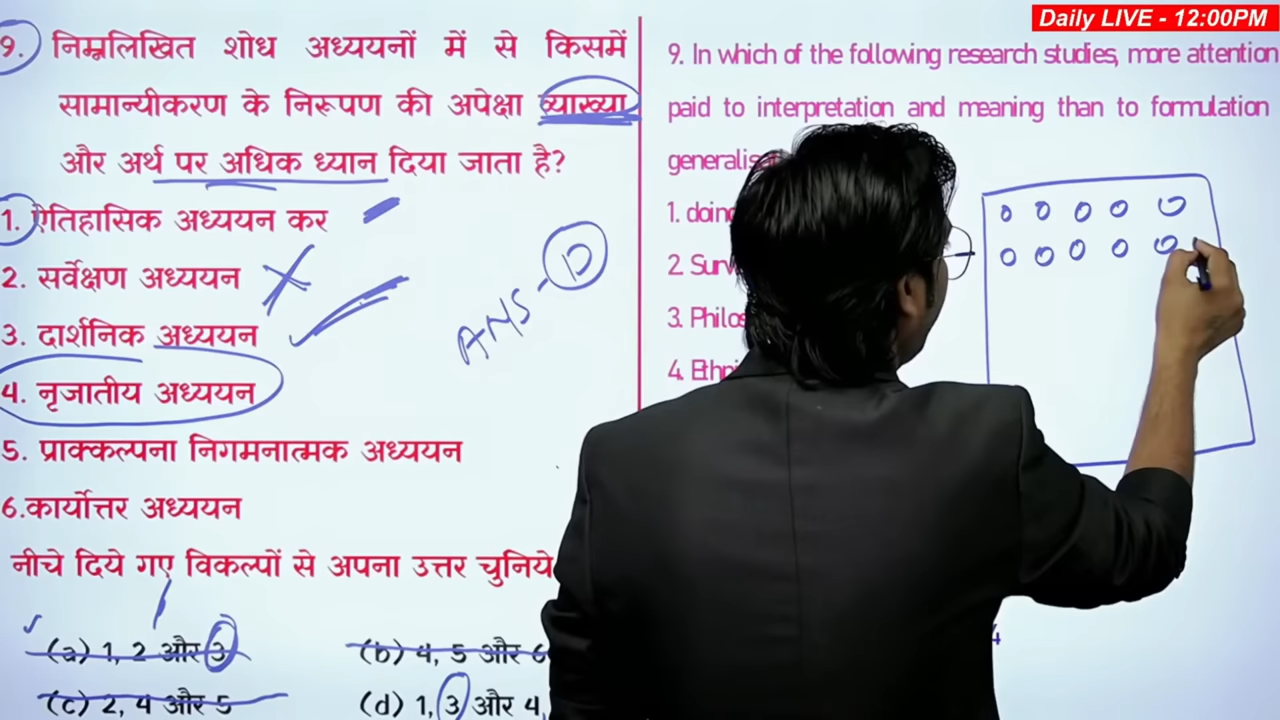 Daily LIVE - 12:00PM
9. निम्नलिखित शोध अध्ययनों में से किसमें
सामान्यीकरण के निरूपण की अपेक्षा व्याख्या
और अर्थ पर अधिक ध्यान दिया जाता है?
1. ऐतिहासिक अध्ययन कर
2. सर्वेक्षण अध्ययन
3. दार्शनिक अध्ययन
4. नृजातीय अध्ययन
5. प्राक्कल्पना निगमनात्मक अध्ययन
6.कार्योत्तर अध्ययन
नीचे दिये गए विकल्पों से अपना उत्तर चुनिये
(a) 1, 2 और 3
(b) 4, 5 और 6
(c) 2, 4 और 5
(d) 1, 3 और 4,
ANS - D
9. In which of the following research studies, more attention
paid to interpretation and meaning than to formulation
1.
2.
3.
4.